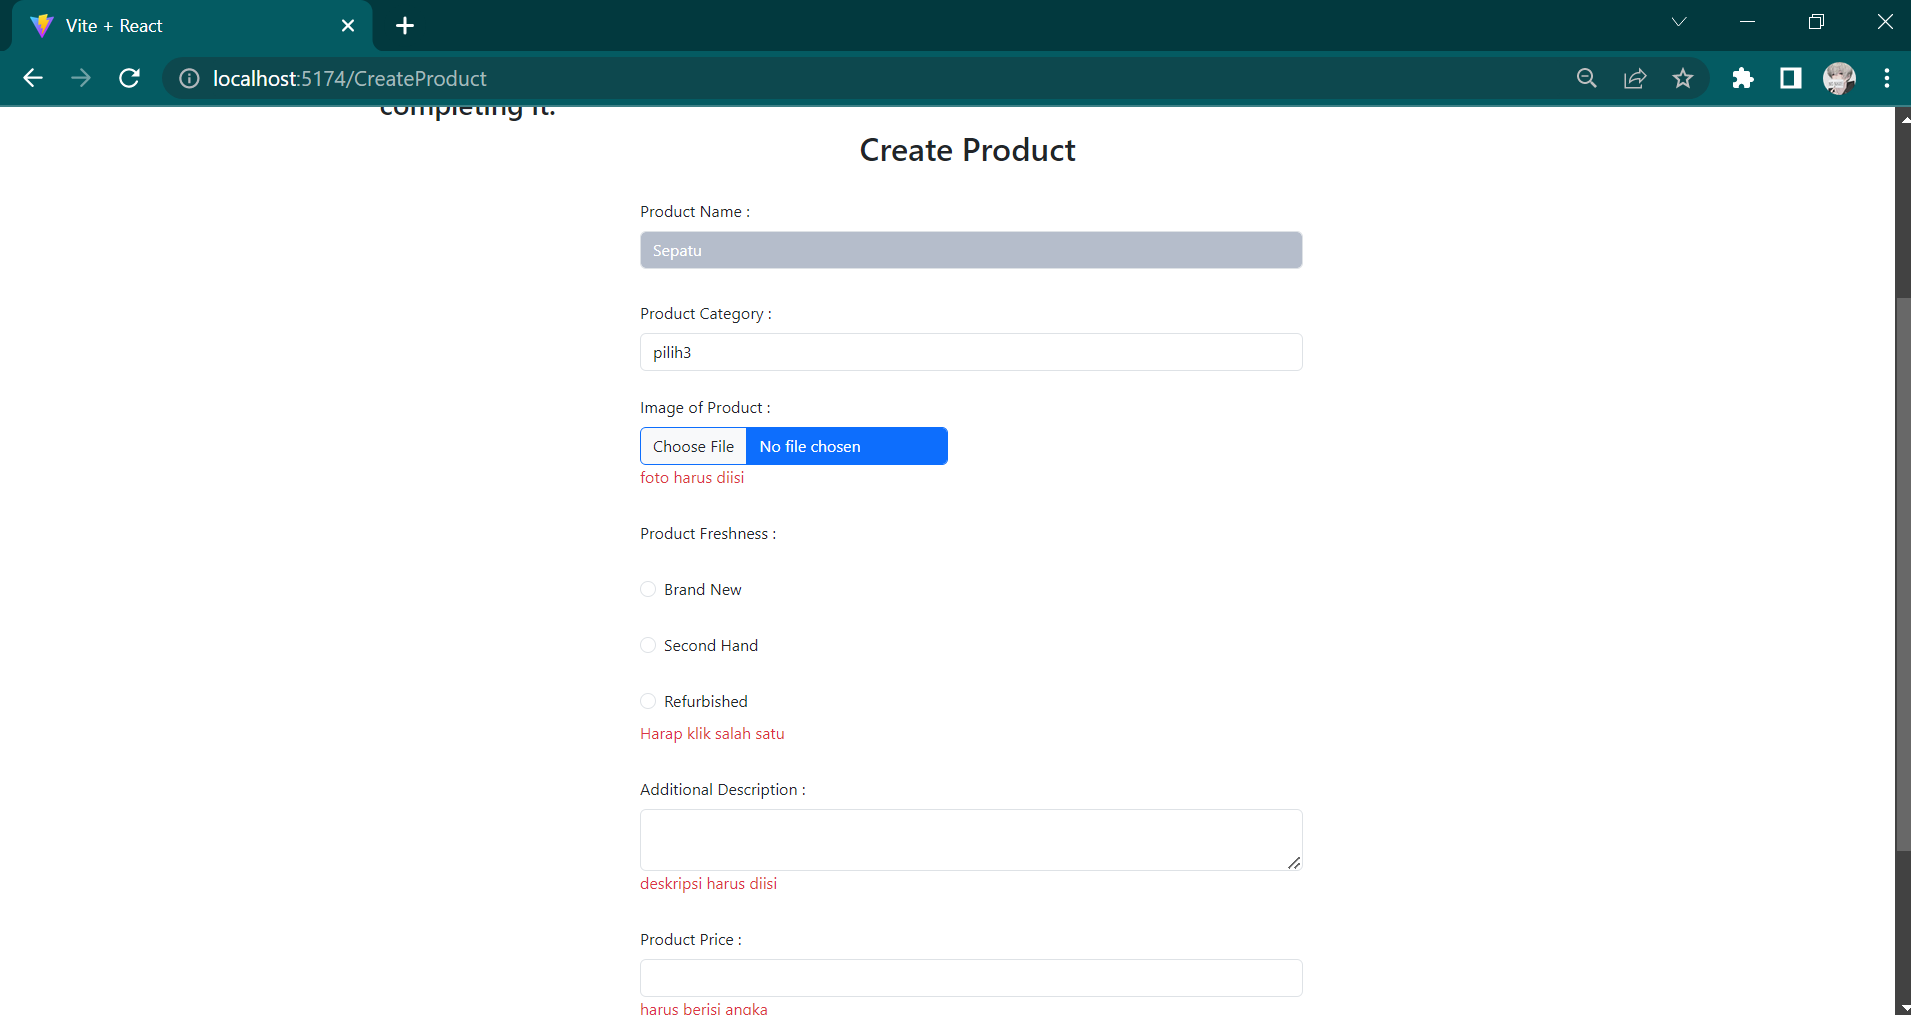 Vite + React
localhost:5174/CreateProduct
completing it.
Create Product
Product Name :
Sepatu
Product Category :
pilih3
Image of Product :
Choose File No file chosen
foto harus diisi
Product Freshness :
Brand New
Second Hand
Refurbished
Harap klik salah satu
Additional Description :
deskripsi harus diisi
Product Price :
harus berisi angka